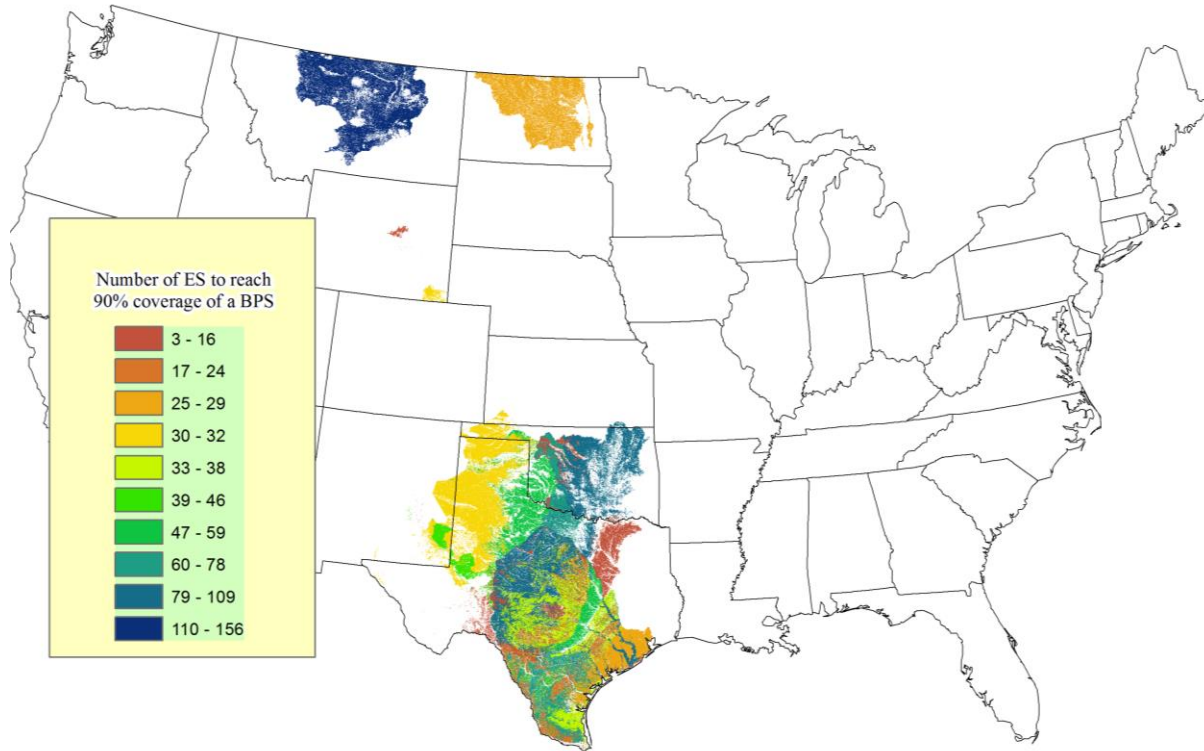 Number of ES to reach
90% coverage of a BPS
3 - 16
17 - 24
25 - 29
30 - 32
33 - 38
39 - 46
47 - 59
60 - 78
79 - 109
110 - 156